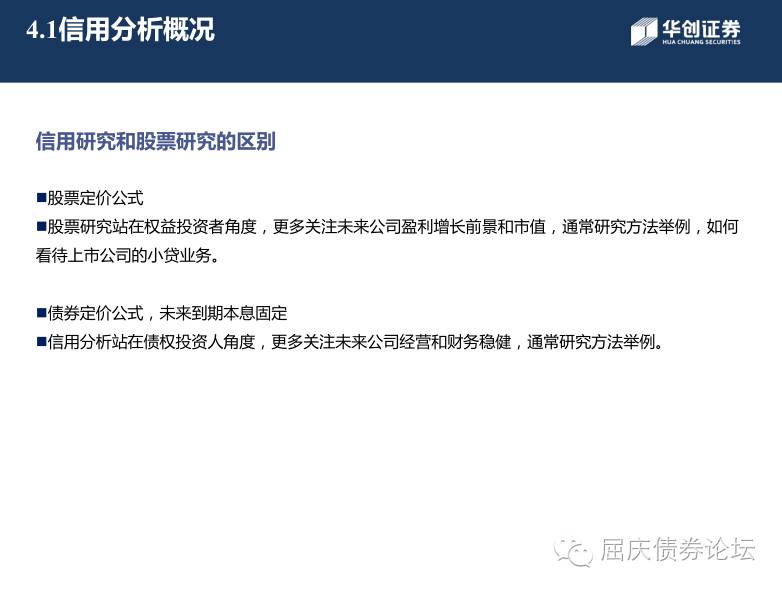 4.1信用分析概况
华创证券
HUA CHUANG SECURITIES
信用研究和股票研究的区别
■股票定价公式
■股票研究站在权益投资者角度，更多关注未来公司盈利增长前景和市值，通常研究方法举例，如何
看待上市公司的小贷业务。
■债券定价公式，未来到期本息固定
■信用分析站在债权投资人角度，更多关注未来公司经营和财务稳健，通常研究方法举例。
屈庆债券论坛